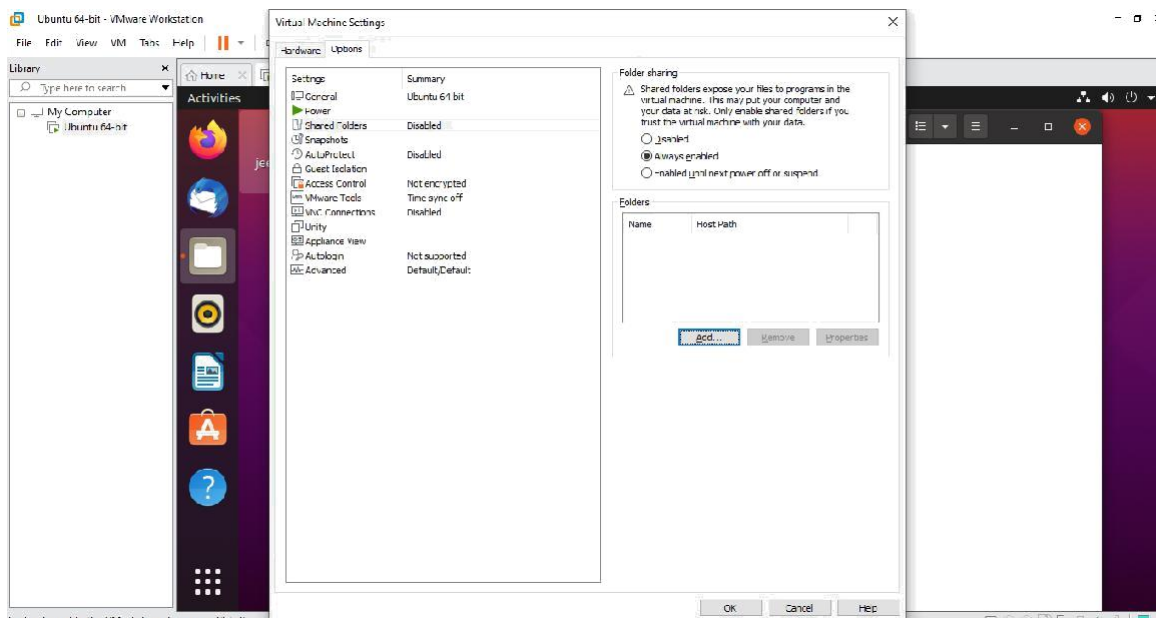 Ubuntu 64-bit - VMware Workstation
File Edit View VM Tabs Help
Library
Type here to search
My Computer
Ubuntu 64-bit
Home
Activities
jee
Virtual Machine Settings
Hardware Options
Settings Summary
General Ubuntu 64-bit
Power
Shared Folders Disabled
Snapshots
AutoProtect Disabled
Guest Isolation
Access Control Not encrypted
VMware Tools Time sync off
VNC Connections Disabled
Unity
Appliance View
Autologin Not supported
Advanced Default/Default
Folder sharing
Shared folders expose your files to programs in the
virtual machine. This may put your computer and
your data at risk. Only enable shared folders if you
trust the virtual machine with your data.
Disabled
Always enabled
Enabled until next power off or suspend
Folders
Name Host Path
Add... Remove Properties
OK Cancel Help